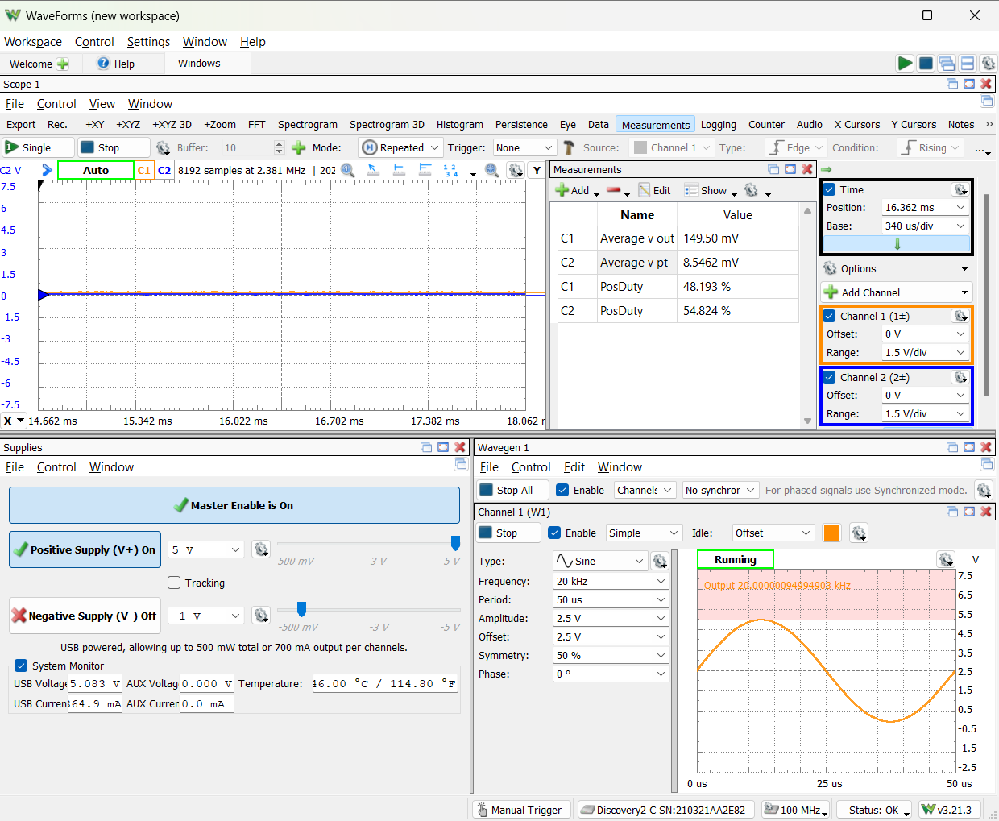 WaveForms (new workspace)
Workspace Control Settings Window Help
Welcome Help Windows
Scope 1
File Control View Window
Export Rec. +XY +XYZ +XYZ 3D +Zoom FFT Spectrogram Spectrogram 3D Histogram Persistence Eye Data Measurements Logging Counter Audio X Cursors Y Cursors Notes »
Single Stop Buffer: 10 Mode: Repeated Trigger: None Source: Channel 1 Type: Edge Condition: Rising ...
C2 V Auto C1 C2 8192 samples at 2.381 MHz | 202 Y
7.5
6
4.5
3
1.5
0
-1.5
-3
-4.5
-6
-7.5
X 14.662 ms 15.342 ms 16.022 ms 16.702 ms 17.382 ms 18.062 m
Measurements
Add Edit Show
Name Value
C1 Average v out 149.50 mV
C2 Average v pt 8.5462 mV
C1 PosDuty 48.193 %
C2 PosDuty 54.824 %
Time
Position: 16.362 ms
Base: 340 us/div
Options
Add Channel
Channel 1 (1±)
Offset: 0 V
Range: 1.5 V/div
Channel 2 (2±)
Offset: 0 V
Range: 1.5 V/div
Supplies
File Control Window
Master Enable is On
Positive Supply (V+) On 5 V 500 mV 3 V 5 V
Tracking
Negative Supply (V-) Off -1 V -500 mV -3 V -5 V
USB powered, allowing up to 500 mW total or 700 mA output per channels.
System Monitor
USB Voltage 5.083 V AUX Voltag 0.000 V Temperature: 46.00 °C / 114.80 °F
USB Curren 364.9 mA AUX Currer 0.0 mA
Wavegen 1
File Control Edit Window
Stop All Enable Channels No synchror For phased signals use Synchronized mode.
Channel 1 (W1)
Stop Enable Simple Idle: Offset
Type: Sine
Frequency: 20 kHz
Period: 50 us
Amplitude: 2.5 V
Offset: 2.5 V
Symmetry: 50 %
Phase: 0 º
Running V
Output 20.00000094994903 kHz
7.5
6.5
5.5
4.5
3.5
2.5
1.5
0.5
-0.5
-1.5
-2.5
0 us 25 us 50 us
Manual Trigger Discovery2 C SN:210321AA2E82 100 MHz Status: OK v3.21.3